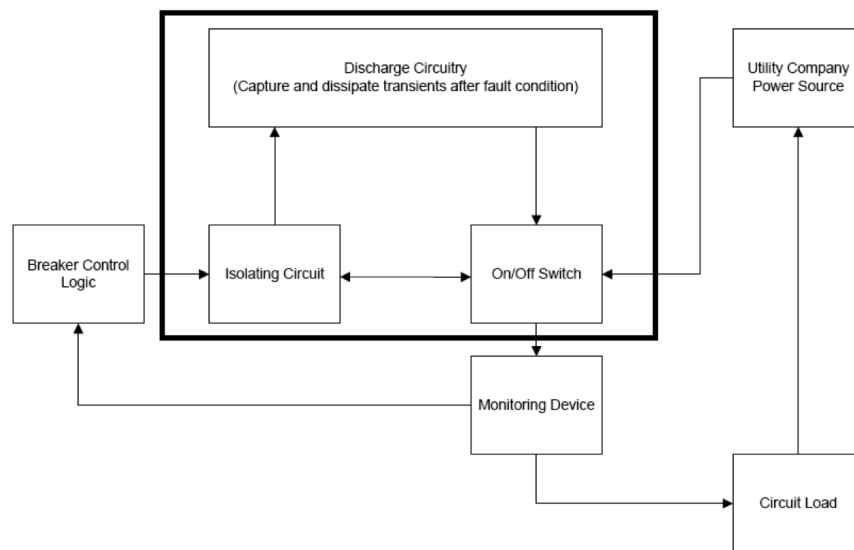 Discharge Circuitry
(Capture and dissipate transients after fault condition)
Utility Company
Power Source
Breaker Control
Logic
Isolating Circuit
On/Off Switch
Monitoring Device
Circuit Load